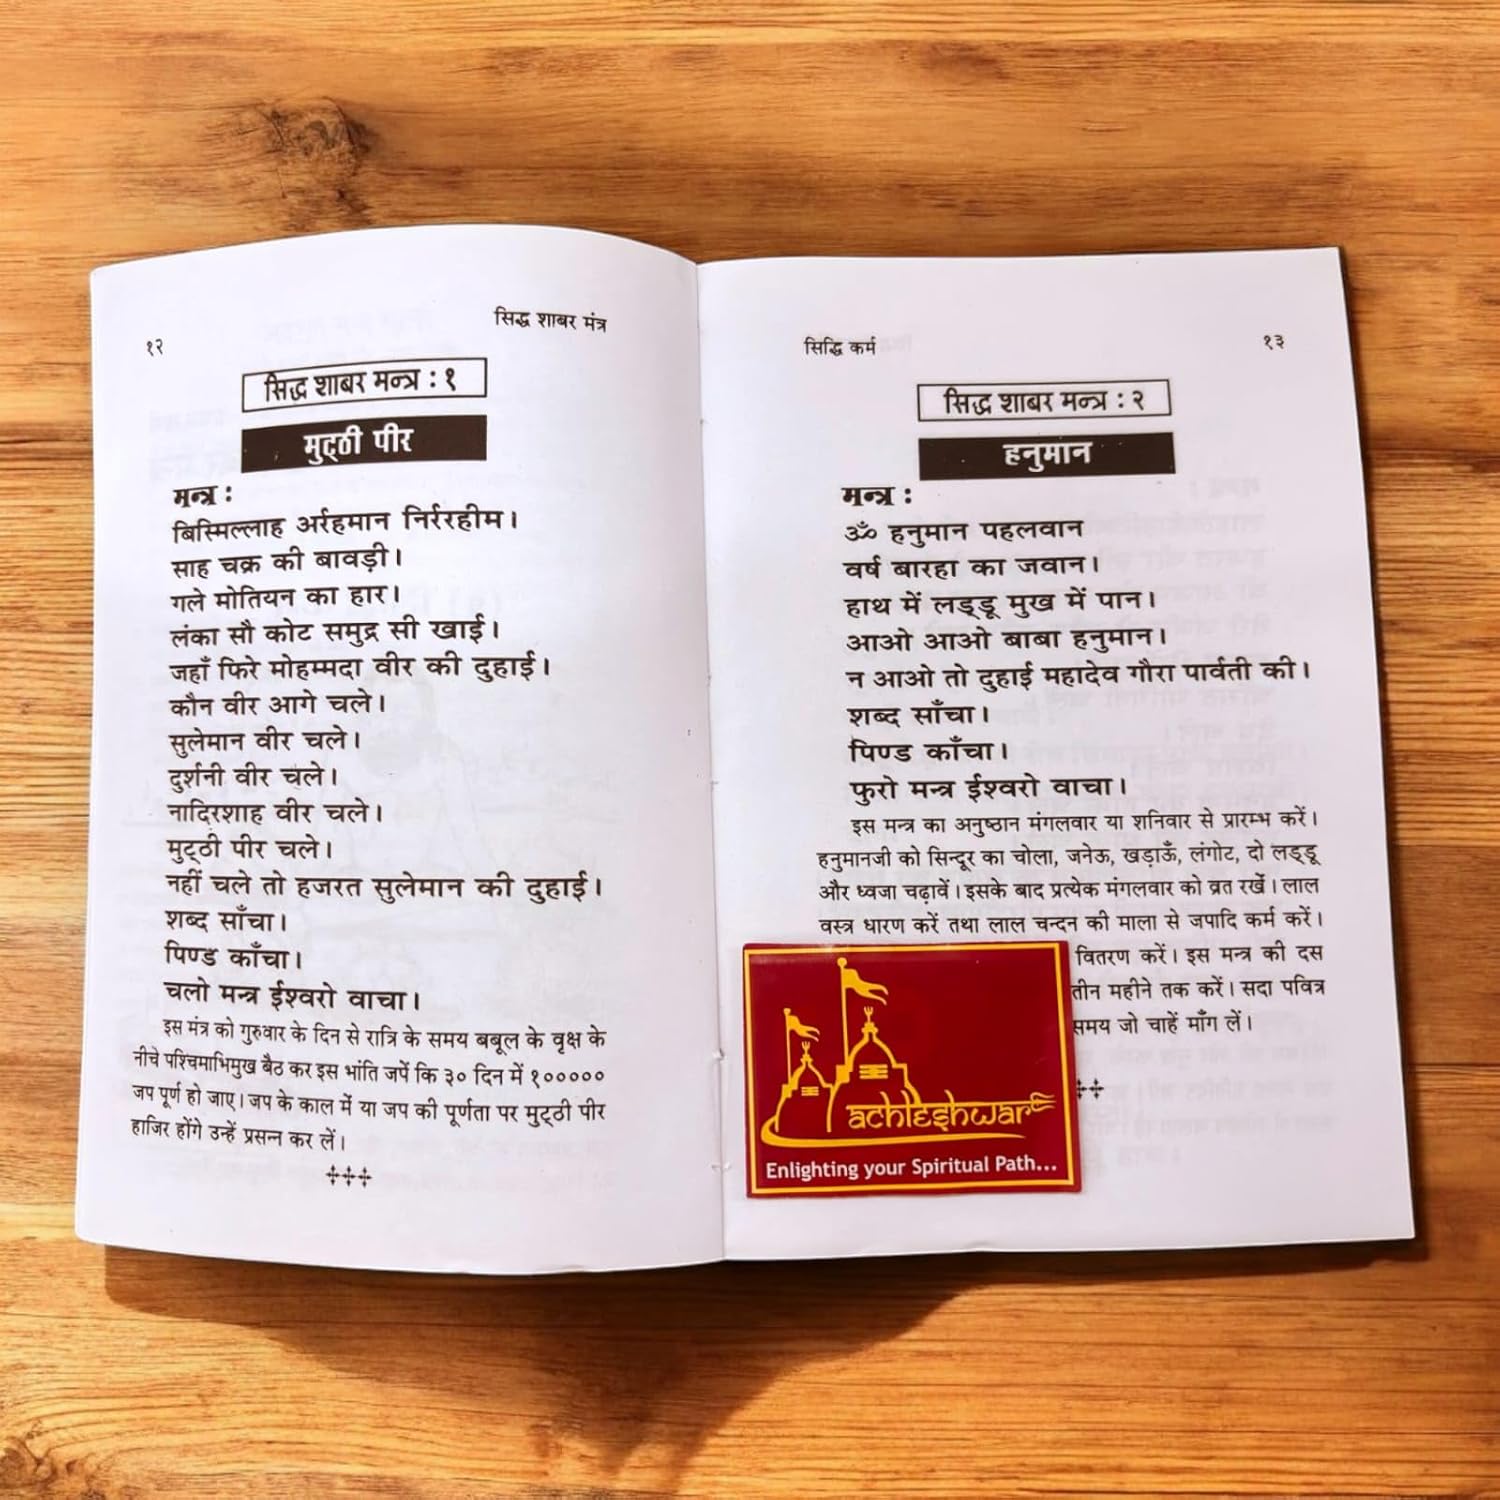 १२
सिद्ध शाबर मंत्र
सिद्ध शाबर मन्त्र : १
मुट्ठी पीर
मन्त्र :
बिस्मिल्लाह अर्रहमान निर्ररहीम।
साह चक्र की बावड़ी।
गले मोतियन का हार।
लंका सौ कोट समुद्र सी खाई।
जहाँ फिरे मोहम्मदा वीर की दुहाई।
कौन वीर आगे चले।
सुलेमान वीर चले।
दुर्शनी वीर चले।
नादिरशाह वीर चले।
मुट्ठी पीर चले।
नहीं चले तो हजरत सुलेमान की दुहाई।
शब्द साँचा।
पिण्ड काँचा।
चलो मन्त्र ईश्वरो वाचा।
इस मंत्र को गुरुवार के दिन से रात्रि के समय बबूल के वृक्ष के
नीचे पश्चिमाभिमुख बैठ कर इस भांति जपें कि ३० दिन में १०००००
जप पूर्ण हो जाए। जप के काल में या जप की पूर्णता पर मुट्ठी पीर
हाजिर होंगे उन्हें प्रसन्न कर लें।
सिद्धि कर्म
१३
सिद्ध शाबर मन्त्र : २
हनुमान
मन्त्र :
ॐ हनुमान पहलवान
वर्ष बारहा का जवान।
हाथ में लड्डू मुख में पान।
आओ आओ बाबा हनुमान।
न आओ तो दुहाई महादेव गौरा पार्वती की।
शब्द साँचा।
पिण्ड काँचा।
फुरो मन्त्र ईश्वरो वाचा।
इस मन्त्र का अनुष्ठान मंगलवार या शनिवार से प्रारम्भ करें।
हनुमानजी को सिन्दूर का चोला, जनेऊ, खड़ाऊँ, लंगोट, दो लड्डू
और ध्वजा चढ़ावें। इसके बाद प्रत्येक मंगलवार को व्रत रखें। लाल
वस्त्र धारण करें तथा लाल चन्दन की माला से जपादि कर्म करें।
वितरण करें। इस मन्त्र की दस
तीन महीने तक करें। सदा पवित्र
समय जो चाहें माँग लें।
achleshwar
Enlighting your Spiritual Path...